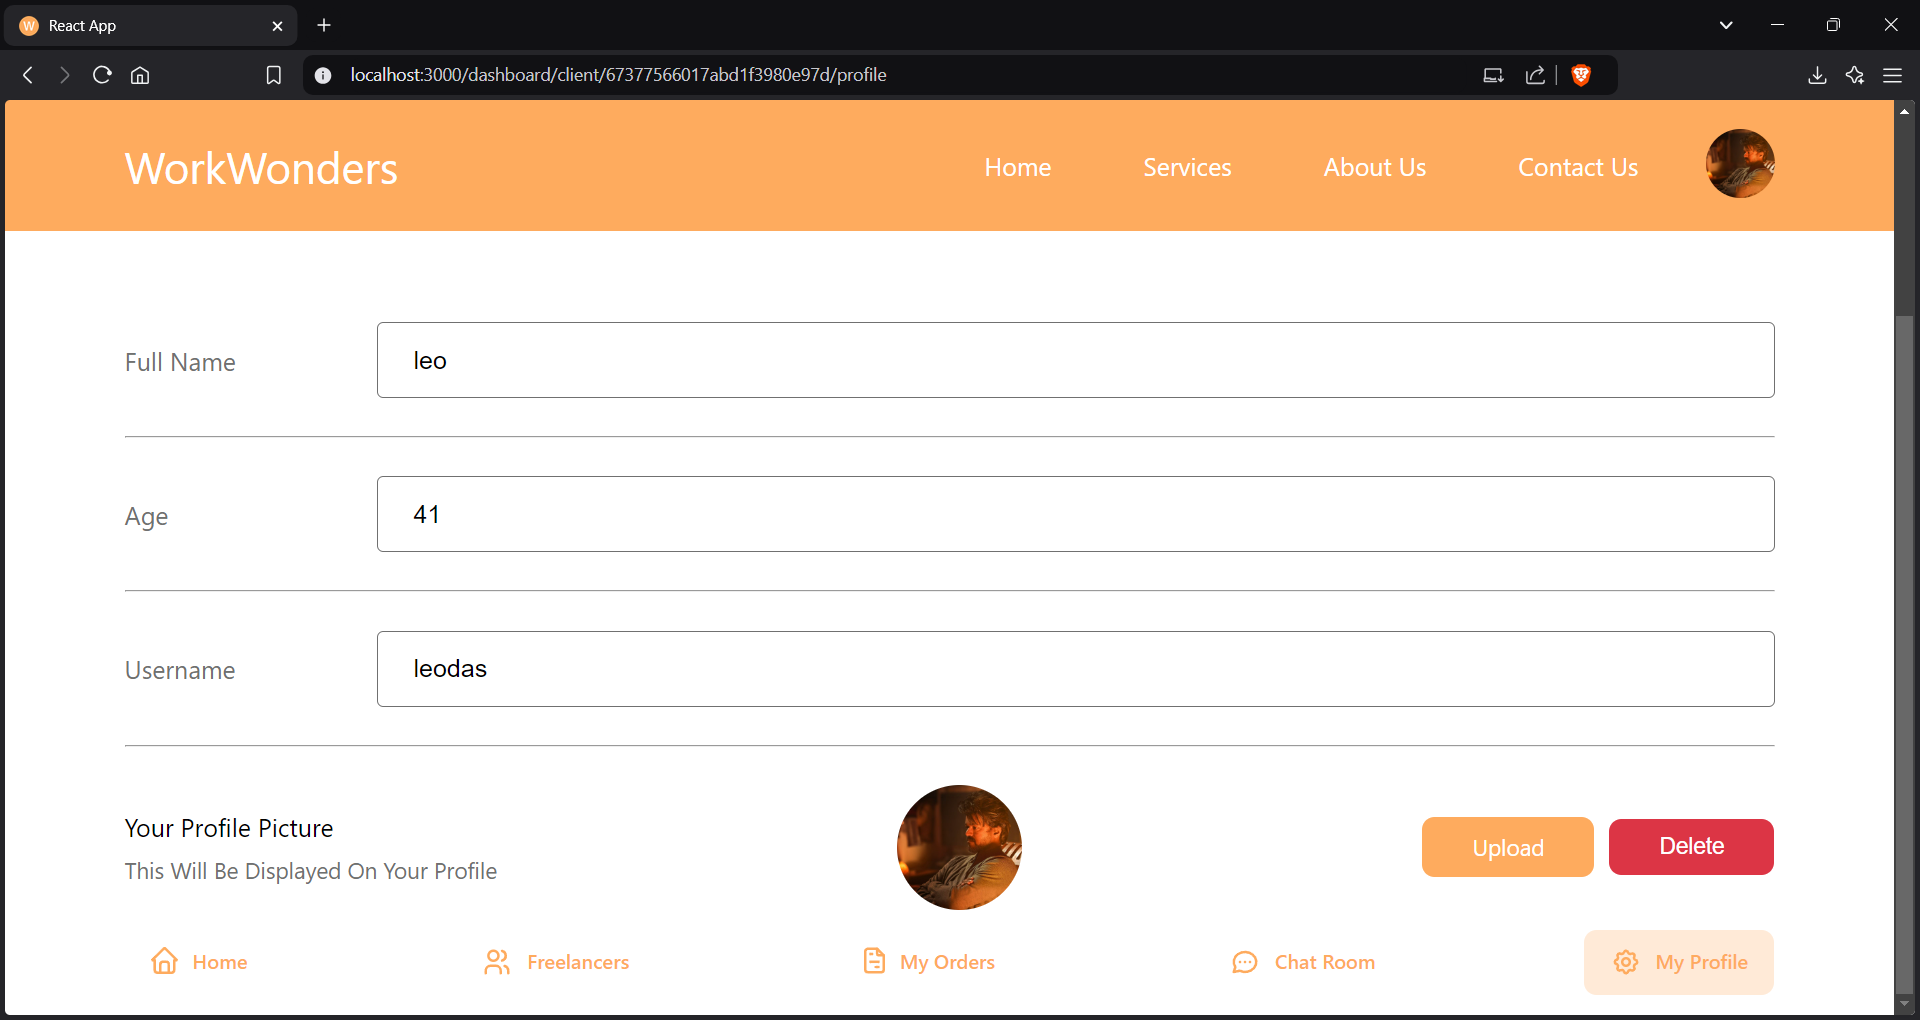 W React App
localhost:3000/dashboard/client/67377566017abd1f3980e97d/profile
WorkWonders Home Services About Us Contact Us
Full Name leo
Age 41
Username leodas
Your Profile Picture
This Will Be Displayed On Your Profile
Upload Delete
Home Freelancers My Orders Chat Room My Profile